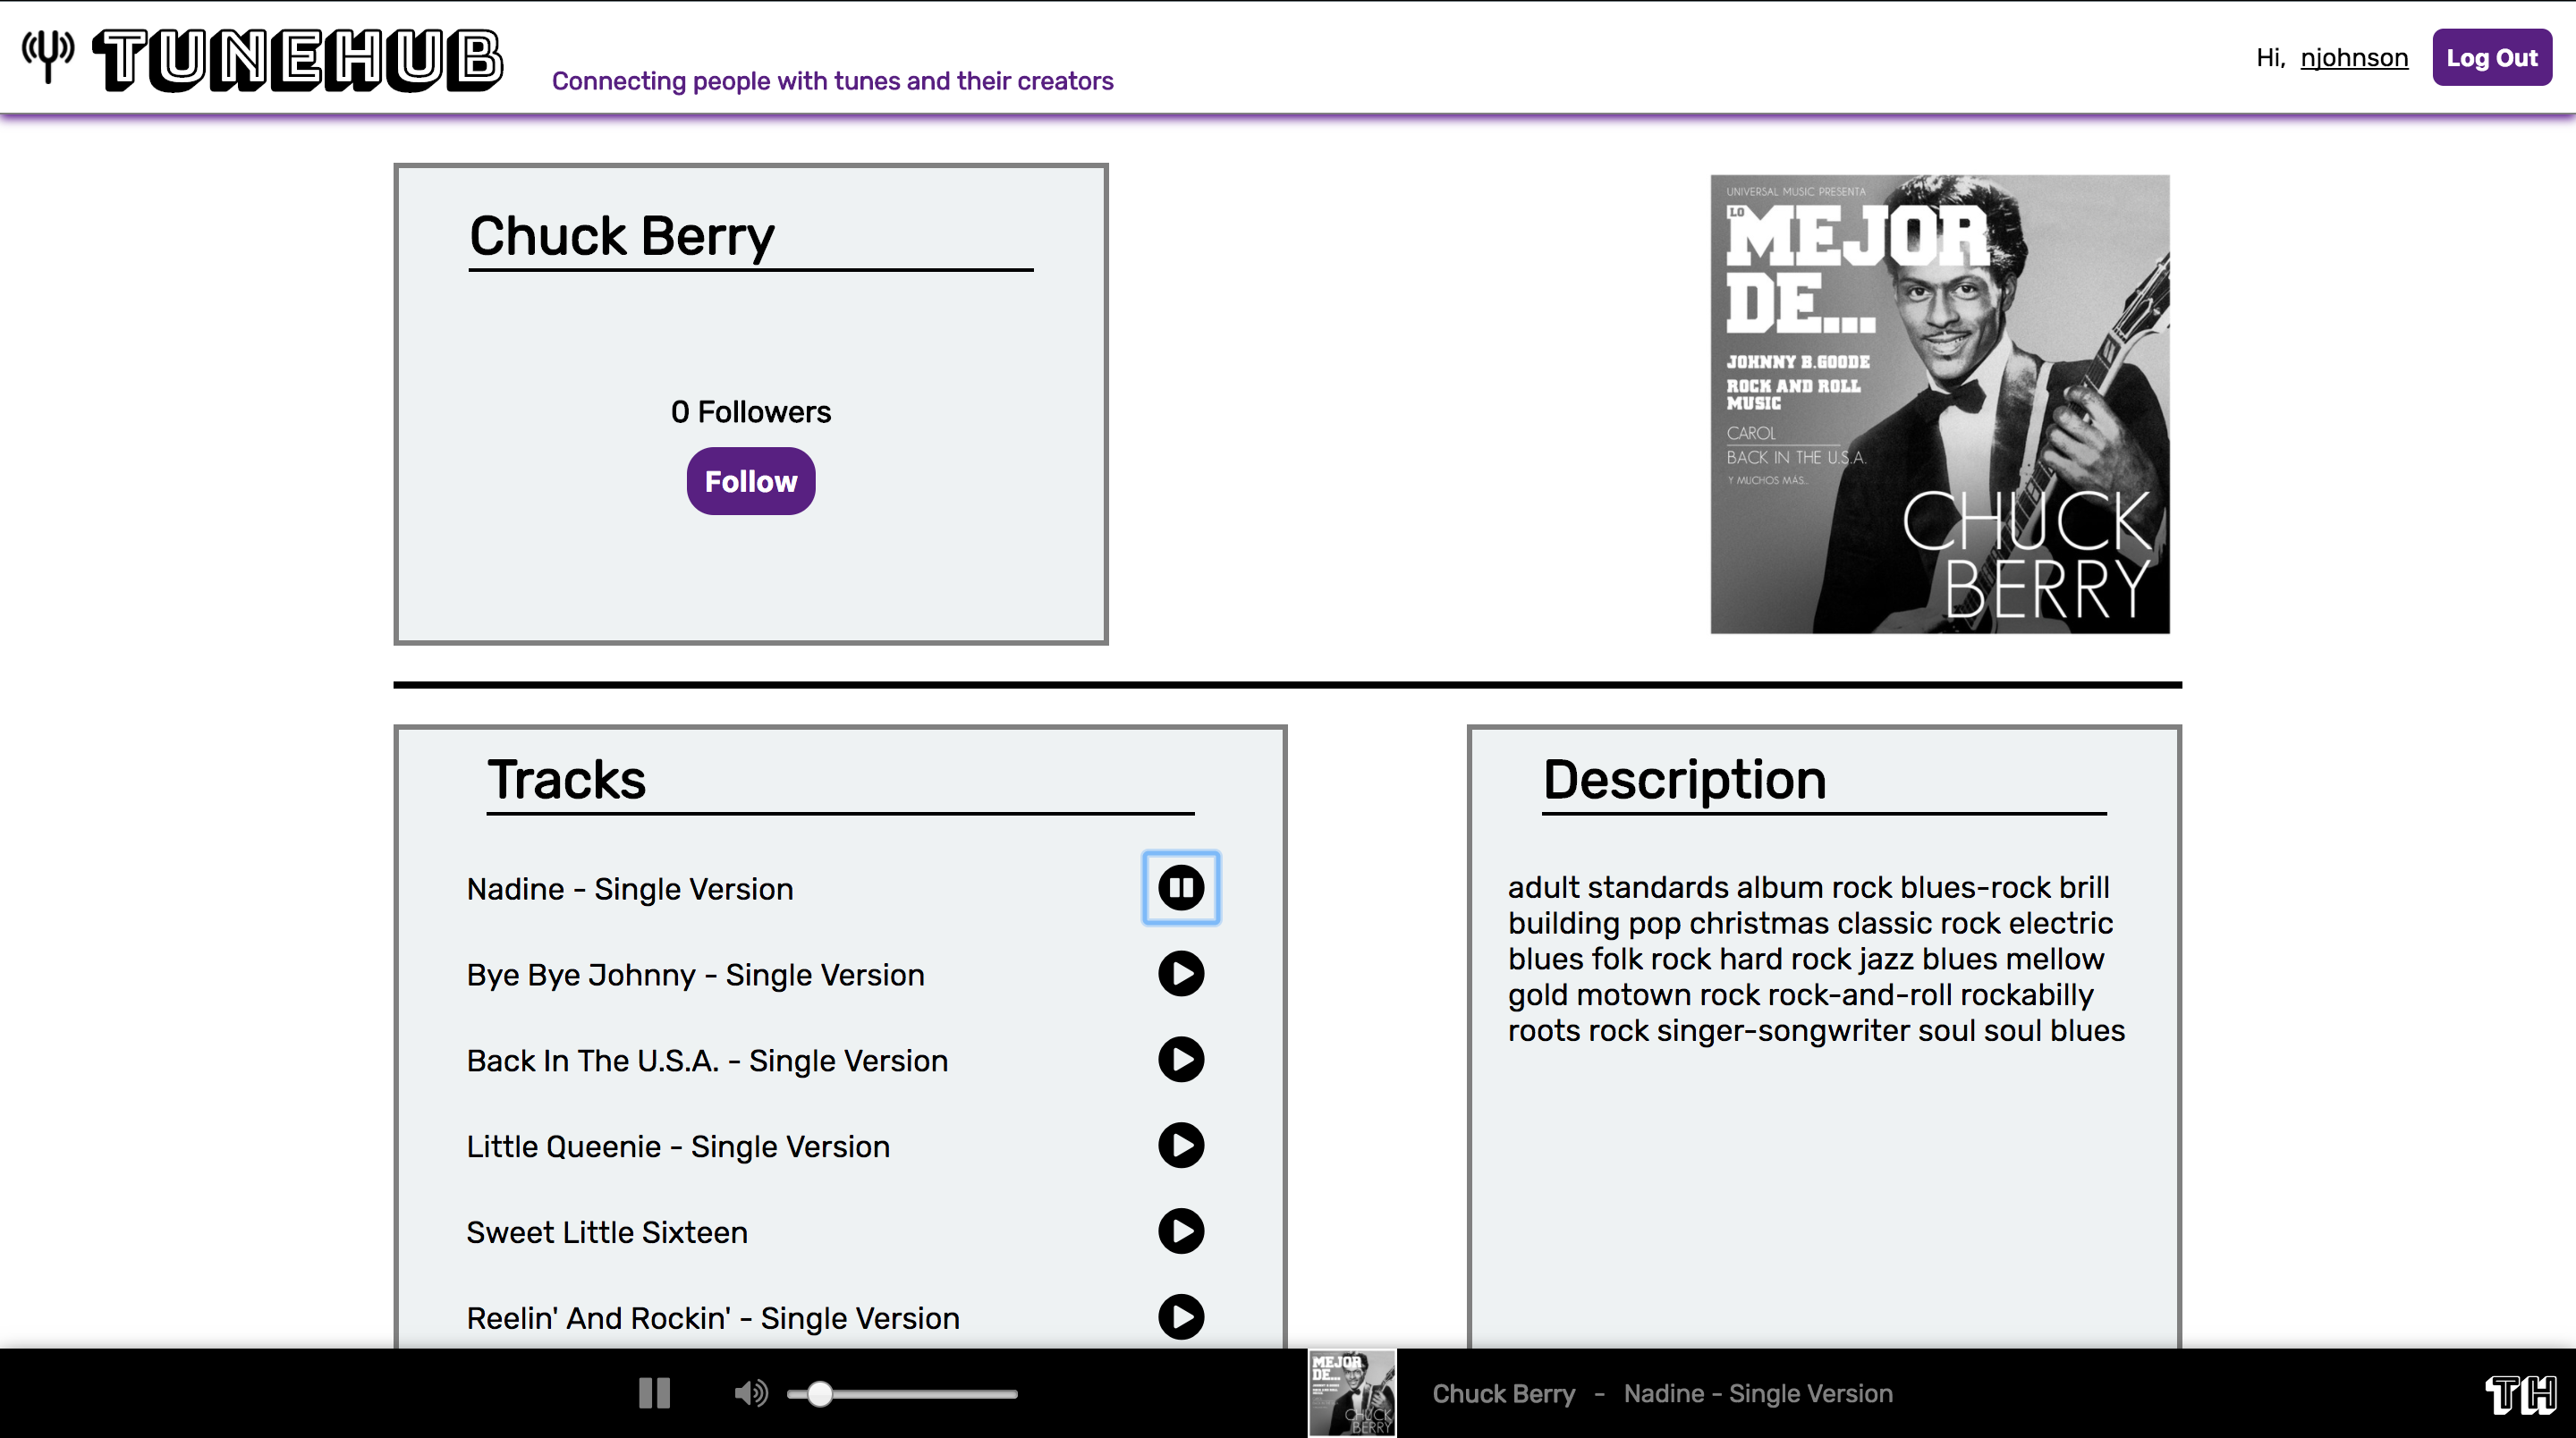 TUNEHUB
Connecting people with tunes and their creators
Hi, njohnson
Log Out
Chuck Berry
0 Followers
Follow
UNIVERSAL MUSIC PRESENTA
LO
MEJOR
DE...
JOHNNY B.GOODE
ROCK AND ROLL
MUSIC
CAROL
BACK IN THE U.S.A.
Y MUCHOS MÁS...
CHUCK
BERRY
Tracks
Nadine - Single Version
Bye Bye Johnny - Single Version
Back In The U.S.A. - Single Version
Little Queenie - Single Version
Sweet Little Sixteen
Reelin' And Rockin' - Single Version
Description
adult standards album rock blues-rock brill
building pop christmas classic rock electric
blues folk rock hard rock jazz blues mellow
gold motown rock rock-and-roll rockabilly
roots rock singer-songwriter soul soul blues
MEJOR
DE...
CHUCK
BERRY
Chuck Berry - Nadine - Single Version
TH